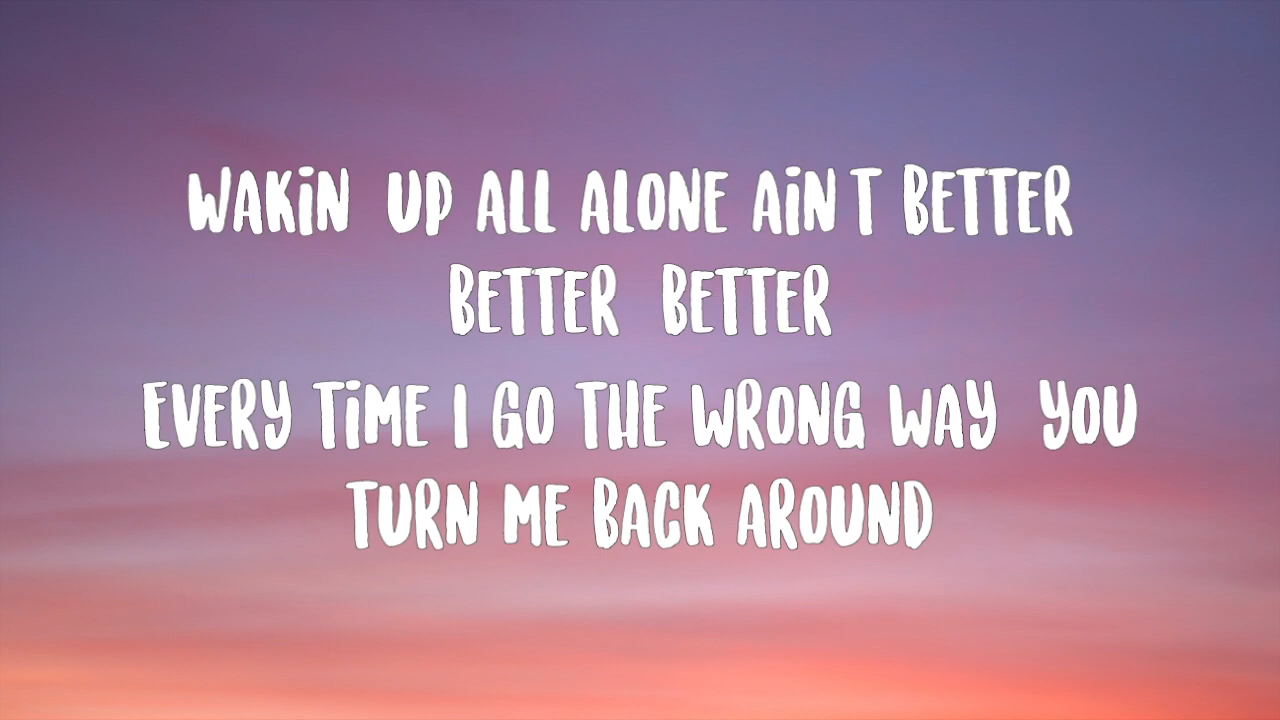 WAKiN UP ALL ALONE AiN T BETTER
BETTER BETTER
EVERY TiME I GO THE WRONG WAY YOU
TURN ME BACK AROUND